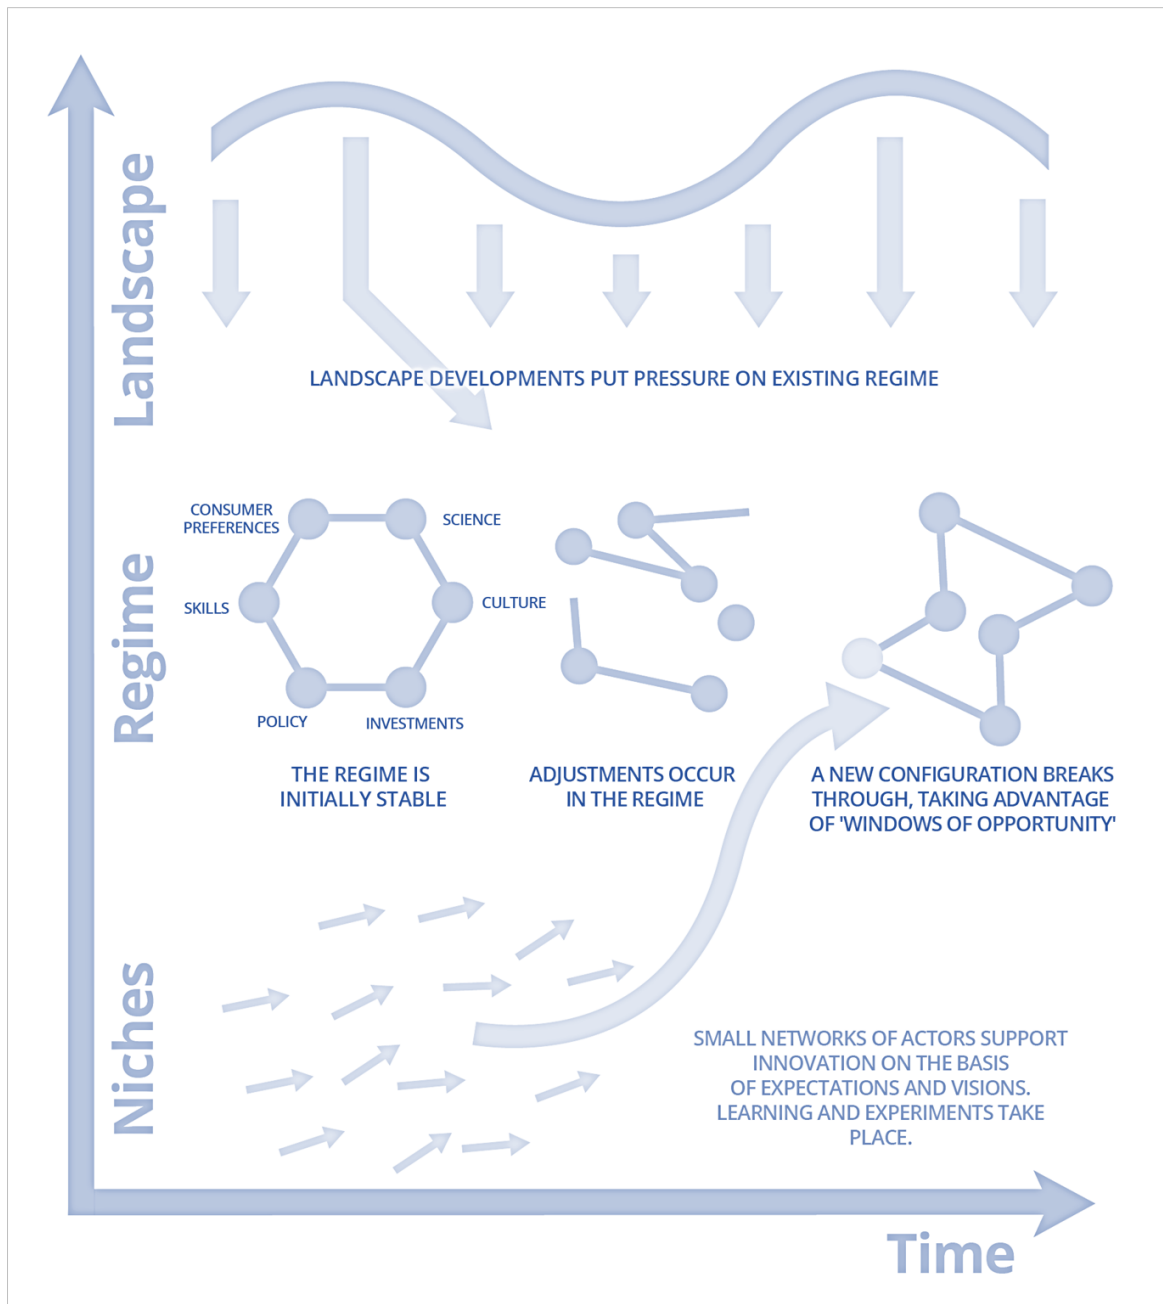 Landscape
LANDSCAPE DEVELOPMENTS PUT PRESSURE ON EXISTING REGIME
Regime
CONSUMER
PREFERENCES
SCIENCE
SKILLS
CULTURE
POLICY
INVESTMENTS
THE REGIME IS
INITIALLY STABLE
ADJUSTMENTS OCCUR
IN THE REGIME
A NEW CONFIGURATION BREAKS
THROUGH, TAKING ADVANTAGE
OF 'WINDOWS OF OPPORTUNITY'
Niches
SMALL NETWORKS OF ACTORS SUPPORT
INNOVATION ON THE BASIS
OF EXPECTATIONS AND VISIONS.
LEARNING AND EXPERIMENTS TAKE
PLACE.
Time